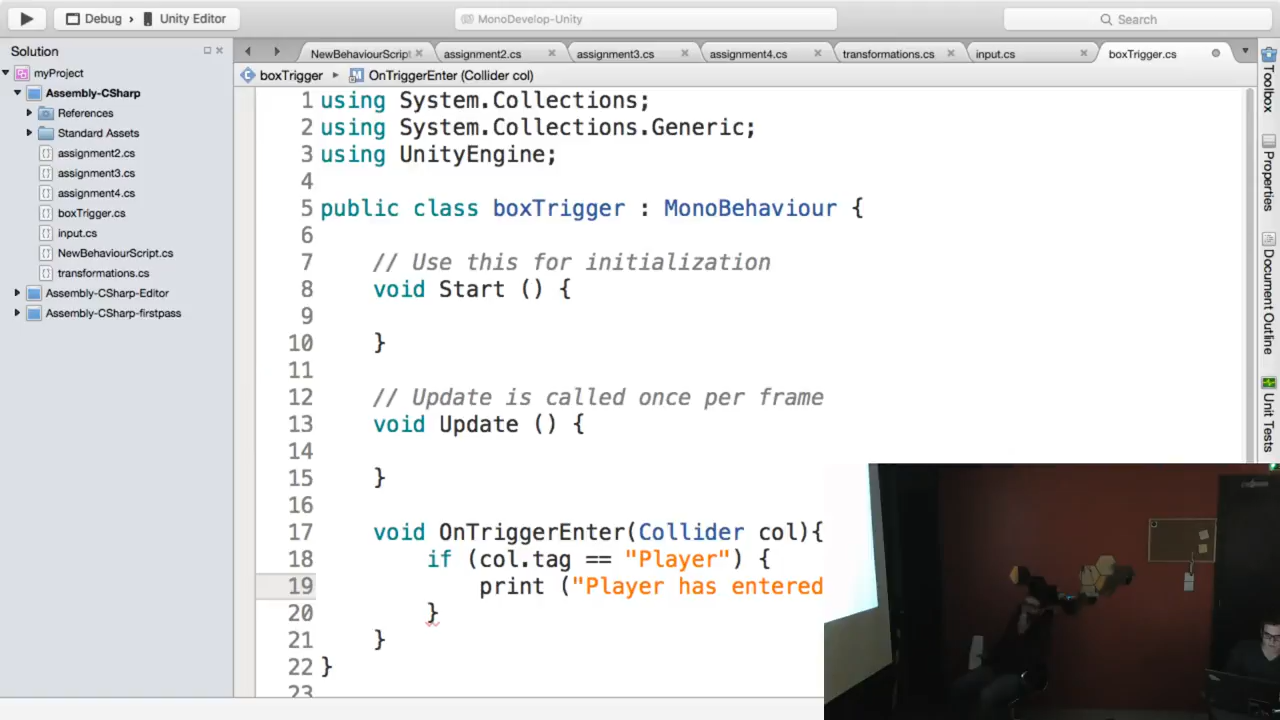 Debug › Unity Editor
MonoDevelop-Unity
Search
Solution
myProject
Assembly-CSharp
References
Standard Assets
assignment2.cs
assignment3.cs
assignment4.cs
boxTrigger.cs
input.cs
NewBehaviourScript.cs
transformations.cs
Assembly-CSharp-Editor
Assembly-CSharp-firstpass
NewBehaviourScript
assignment2.cs
assignment3.cs
assignment4.cs
transformations.cs
input.cs
boxTrigger.cs
boxTrigger ▸ OnTriggerEnter (Collider col)
1 using System.Collections;
2 using System.Collections.Generic;
3 using UnityEngine;
4
5 public class boxTrigger : MonoBehaviour {
6
7 // Use this for initialization
8 void Start () {
9
10 }
11
12 // Update is called once per frame
13 void Update () {
14
15 }
16
17 void OnTriggerEnter(Collider col){
18 if (col.tag == "Player") {
19 print ("Player has entered
20 }
21 }
22 }
23
Toolbox
Properties
Document Outline
Unit Tests